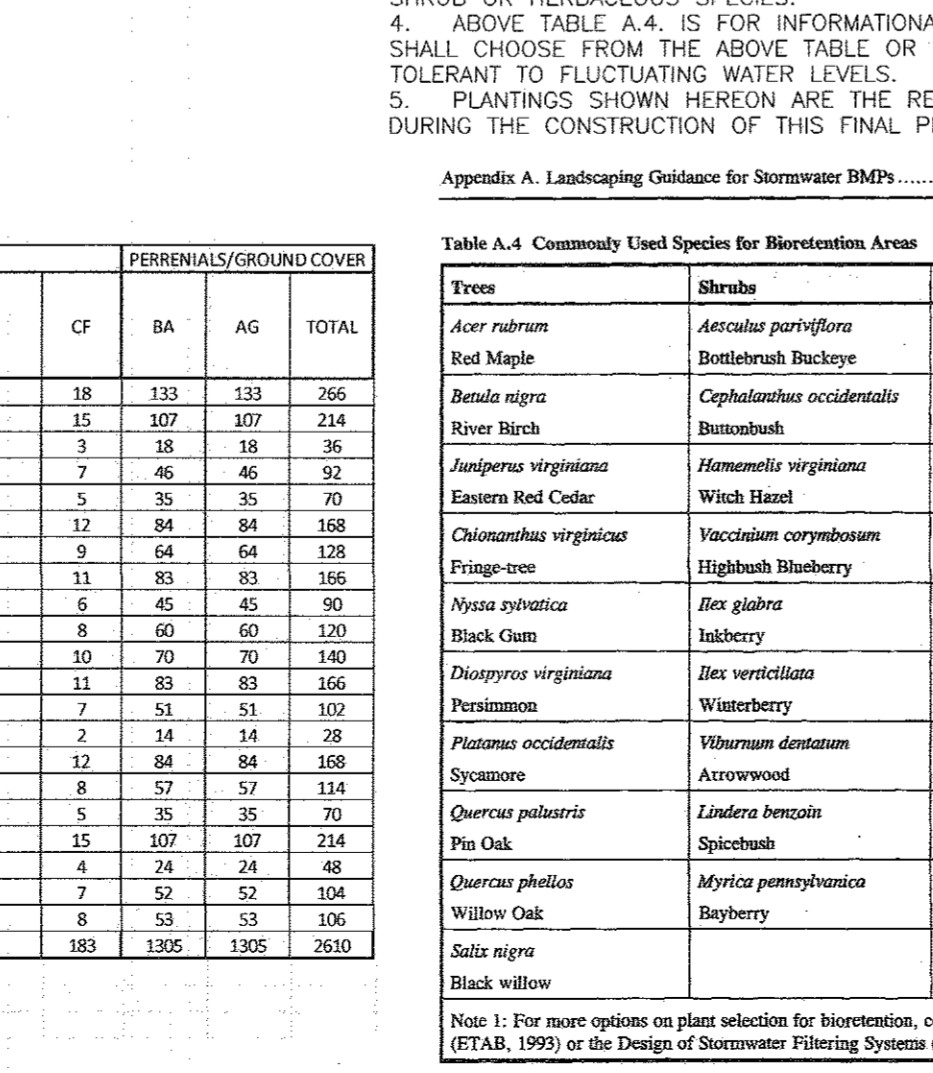 SHRUB OR HERBACEOUS SPECIES.
4. ABOVE TABLE A.4. IS FOR INFORMATIONA
SHALL CHOOSE FROM THE ABOVE TABLE OR
TOLERANT TO FLUCTUATING WATER LEVELS.
5. PLANTINGS SHOWN HEREON ARE THE RE
DURING THE CONSTRUCTION OF THIS FINAL P
Appendix A. Landscaping Guidance for Stormwater BMPs......
PERRENIALS/GROUND COVER
CF BA AG TOTAL
18 133 133 266
15 107 107 214
3 18 18 36
7 46 46 92
5 35 35 70
12 84 84 168
9 64 64 128
11 83 83 166
6 45 45 90
8 60 60 120
10 70 70 140
11 83 83 166
7 51 51 102
2 14 14 28
12 84 84 168
8 57 57 114
5 35 35 70
15 107 107 214
4 24 24 48
7 52 52 104
8 53 53 106
183 1305 1305 2610
Table A.4 Commonly Used Species for Bioretention Areas
Trees Shrubs
Acer rubrum Aesculus pariviflora
Red Maple Bottlebrush Buckeye
Betula nigra Cephalanthus occidentalis
River Birch Buttonbush
Juniperus virginiana Hamemelis virginiana
Eastern Red Cedar Witch Hazel
Chionanthus virginicus Vaccinium corymbosum
Fringe-tree Highbush Blueberry
Nyssa sylvatica Ilex glabra
Black Gum Inkberry
Diospyros virginiana Ilex verticillata
Persimmon Winterberry
Platanus occidentalis Viburnum dentatum
Sycamore Arrowwood
Quercus palustris Lindera benzoin
Pin Oak Spicebush
Quercus phellos Myrica pennsylvanica
Willow Oak Bayberry
Salix nigra
Black willow
Note 1: For more options on plant selection for bioretention, c
(ETAB, 1993) or the Design of Stormwater Filtering Systems (